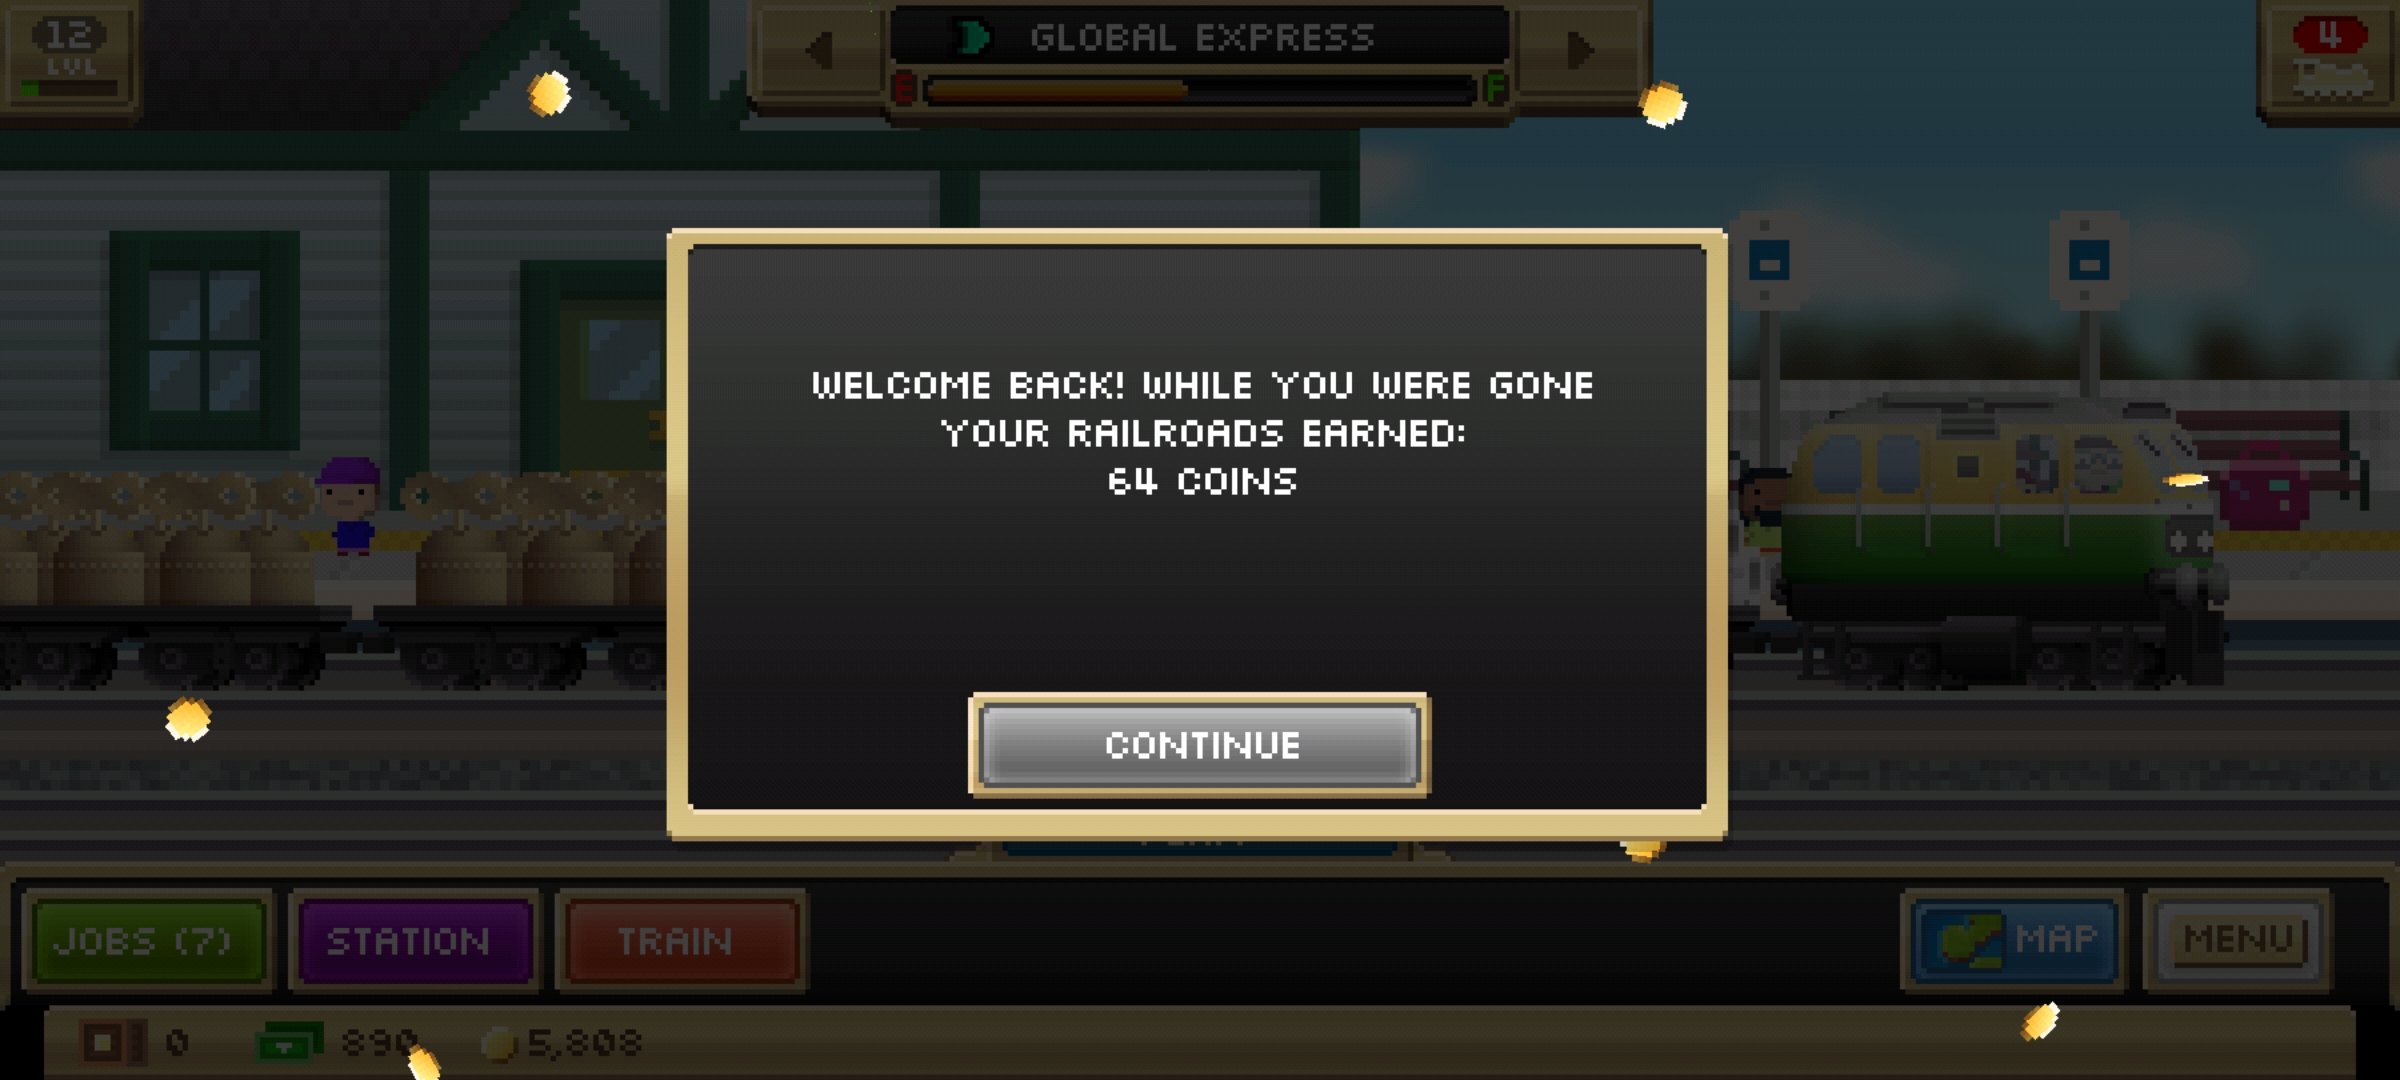 12
LVL
GLOBAL EXPRESS
E F
4
WELCOME BACK! WHILE YOU WERE GONE
YOUR RAILROADS EARNED:
64 COINS
CONTINUE
JOBS (7) STATION TRAIN MAP MENU
0 890 5,808